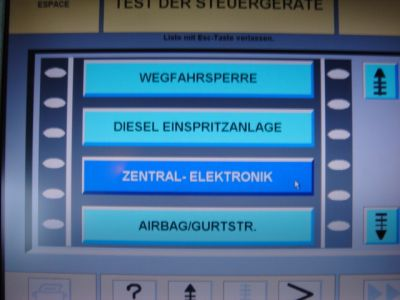 ESPACE
TEST DER STEUERGERÄTE
Liste mit Esc-Taste verlassen.
WEGFAHRSPERRE
DIESEL EINSPRITZANLAGE
ZENTRAL- ELEKTRONIK
AIRBAG/GURTSTR.
?